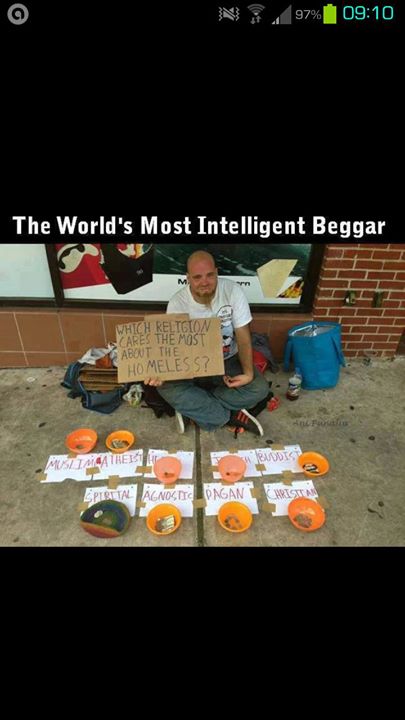 97% 09:10
The World's Most Intelligent Beggar
WHICH RELIGION
CARES THE MOST
ABOUT THE
HOMELESS?
MUSLIM ATHEIST BUDDIST
SPIRITAL AGNOSTIC PAGAN CHRISTIAN